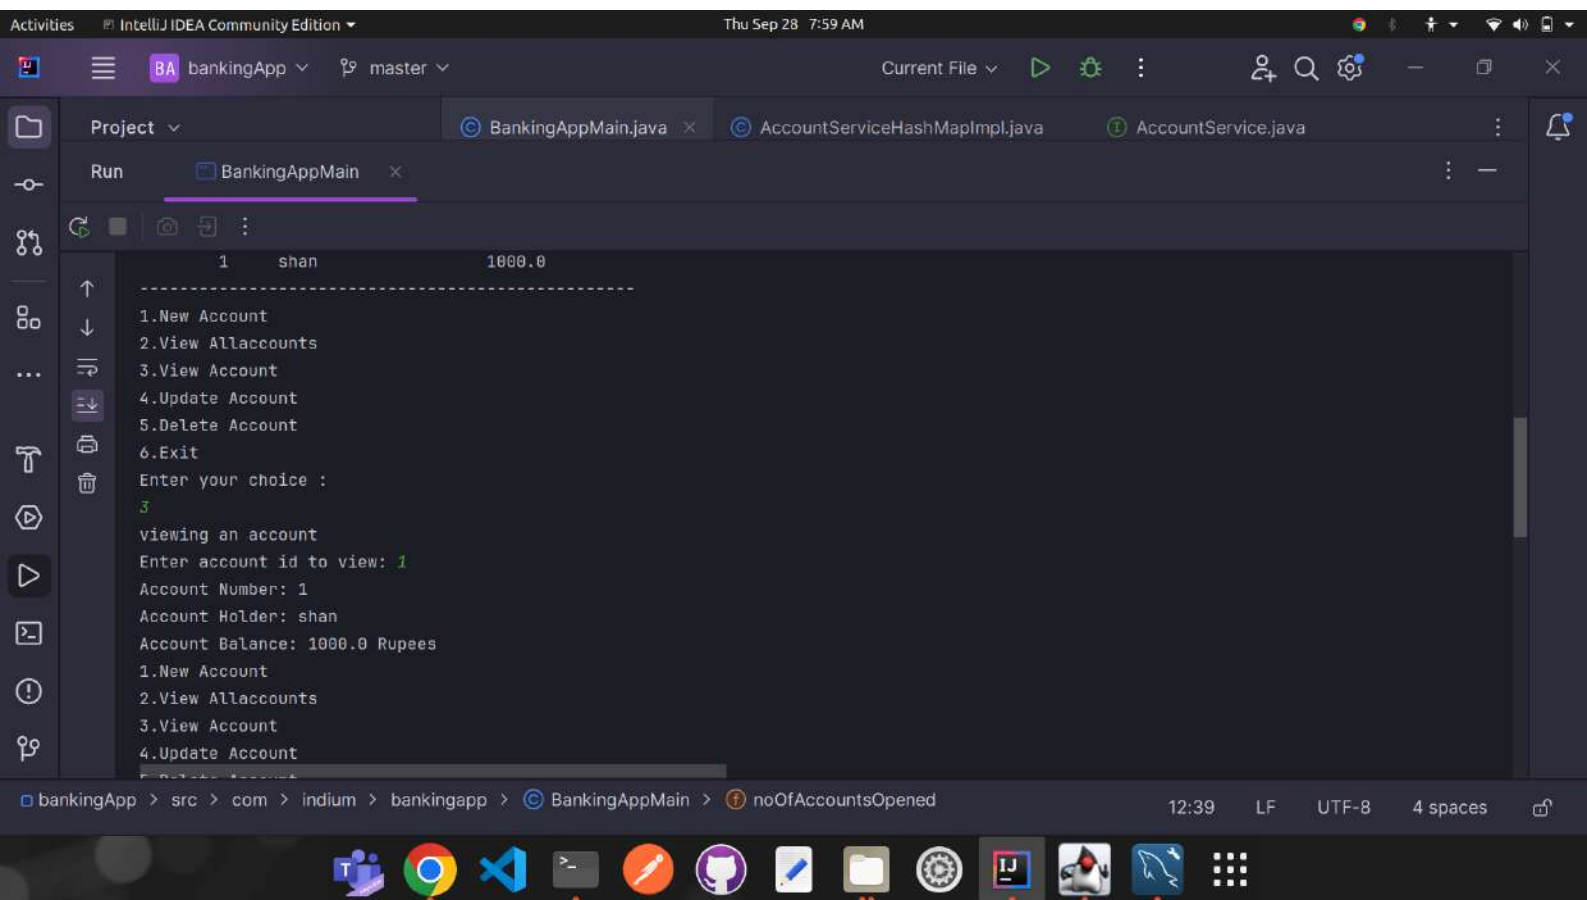 Activities IntelliJ IDEA Community Edition Thu Sep 28 7:59 AM
BA bankingApp master Current File
Project BankingAppMain.java AccountServiceHashMapImpl.java AccountService.java
Run BankingAppMain
1 shan 1000.0
--------------------------------------------------
1.New Account
2.View Allaccounts
3.View Account
4.Update Account
5.Delete Account
6.Exit
Enter your choice :
3
viewing an account
Enter account id to view: 1
Account Number: 1
Account Holder: shan
Account Balance: 1000.0 Rupees
1.New Account
2.View Allaccounts
3.View Account
4.Update Account
5.Delete Account
bankingApp > src > com > indium > bankingapp > BankingAppMain > noOfAccountsOpened 12:39 LF UTF-8 4 spaces